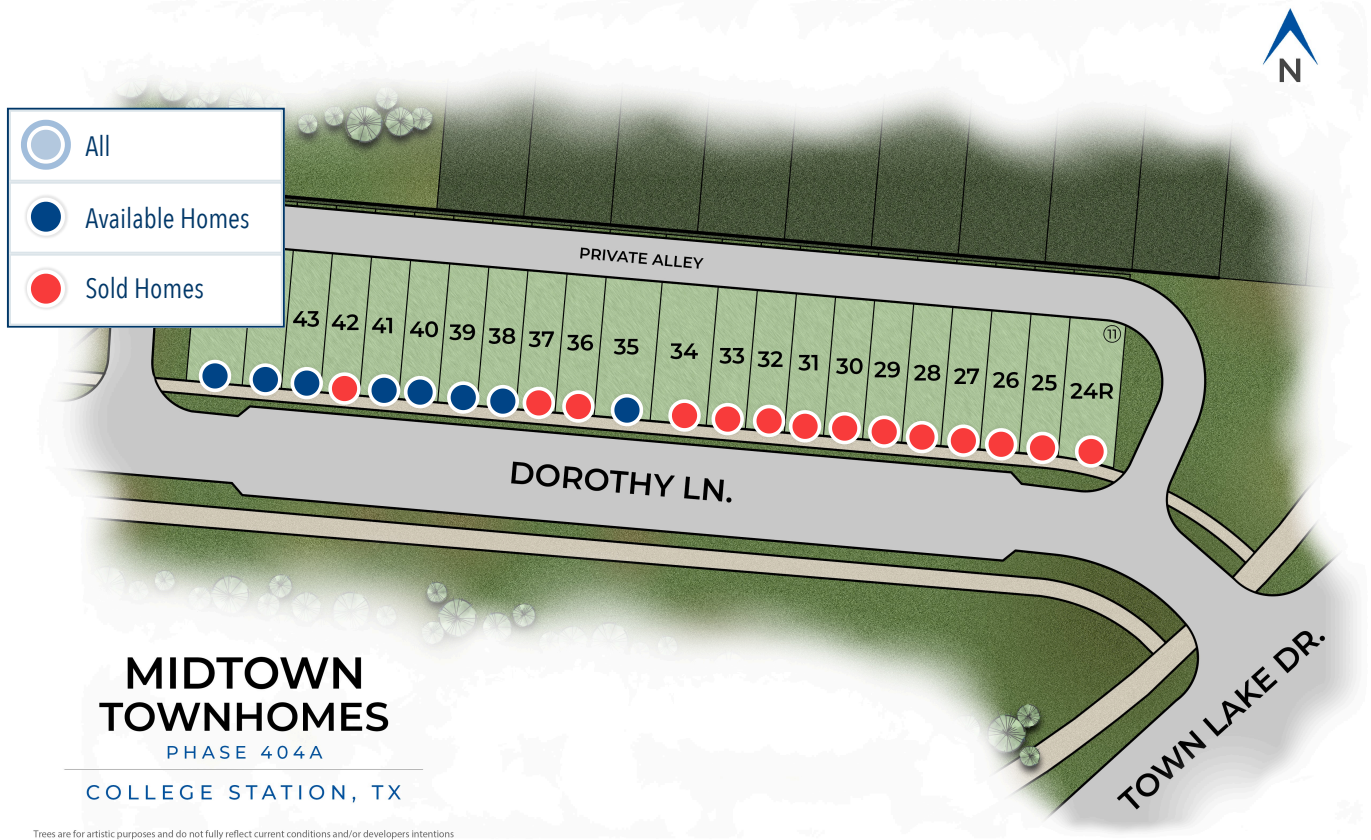 N
All
Available Homes
Sold Homes
PRIVATE ALLEY
43 42 41 40 39 38 37 36 35 34 33 32 31 30 29 28 27 26 25 24R
11
DOROTHY LN.
TOWN LAKE DR.
MIDTOWN
TOWNHOMES
PHASE 404A
COLLEGE STATION, TX
Trees are for artistic purposes and do not fully reflect current conditions and/or developers intentions